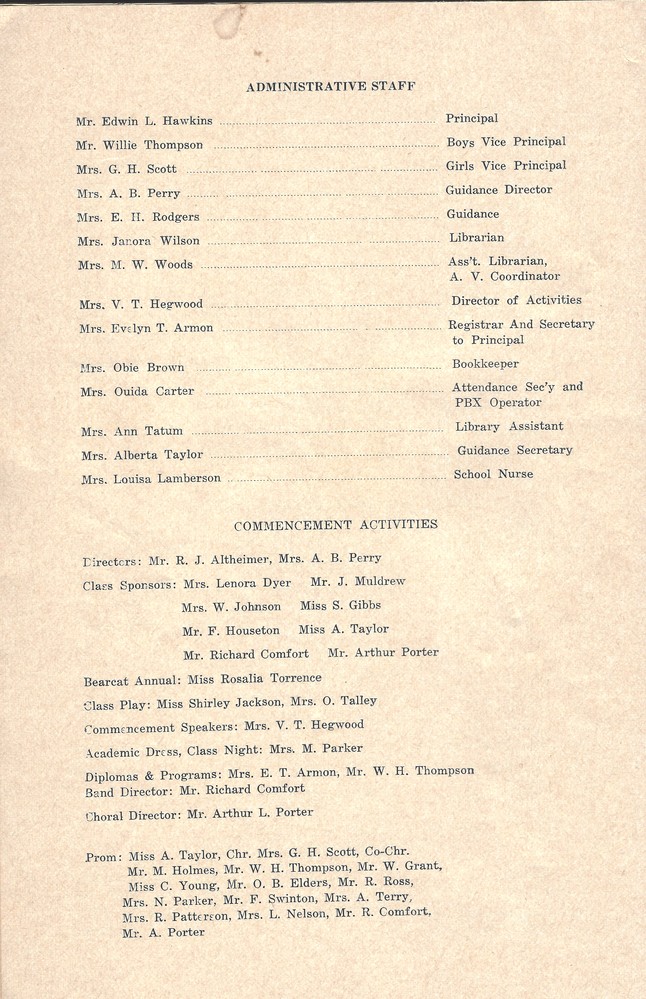 ADMINISTRATIVE STAFF
Mr. Edwin L. Hawkins ........................ Principal
Mr. Willie Thompson ........................ Boys Vice Principal
Mrs. G. H. Scott ........................ Girls Vice Principal
Mrs. A. B. Perry ........................ Guidance Director
Mrs. E. H. Rodgers ........................ Guidance
Mrs. Janora Wilson ........................ Librarian
Mrs. M. W. Woods ........................ Ass't. Librarian,
A. V. Coordinator
Mrs. V. T. Hegwood ........................ Director of Activities
Mrs. Evelyn T. Armon ........................ Registrar And Secretary
to Principal
Mrs. Obie Brown ........................ Bookkeeper
Mrs. Ouida Carter ........................ Attendance Sec'y and
PBX Operator
Mrs. Ann Tatum ........................ Library Assistant
Mrs. Alberta Taylor ........................ Guidance Secretary
Mrs. Louisa Lamberson ........................ School Nurse
COMMENCEMENT ACTIVITIES
Directors: Mr. R. J. Altheimer, Mrs. A. B. Perry
Class Sponsors: Mrs. Lenora Dyer Mr. J. Muldrew
Mrs. W. Johnson Miss S. Gibbs
Mr. F. Houseton Miss A. Taylor
Mr. Richard Comfort Mr. Arthur Porter
Bearcat Annual: Miss Rosalia Torrence
Class Play: Miss Shirley Jackson, Mrs. O. Talley
Commencement Speakers: Mrs. V. T. Hegwood
Academic Dress, Class Night: Mrs. M. Parker
Diplomas & Programs: Mrs. E. T. Armon, Mr. W. H. Thompson
Band Director: Mr. Richard Comfort
Choral Director: Mr. Arthur L. Porter
Prom: Miss A. Taylor, Chr. Mrs. G. H. Scott, Co-Chr.
Mr. M. Holmes, Mr. W. H. Thompson, Mr. W. Grant,
Miss C. Young, Mr. O. B. Elders, Mr. R. Ross,
Mrs. N. Parker, Mr. F. Swinton, Mrs. A. Terry,
Mrs. R. Patterson, Mrs. L. Nelson, Mr. R. Comfort,
Mr. A. Porter